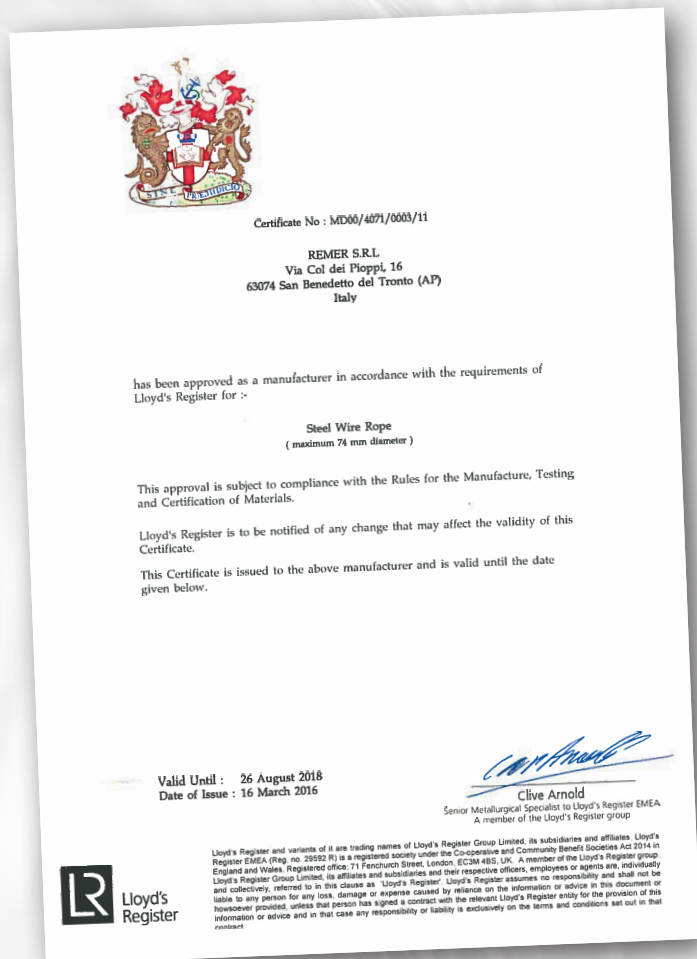 SINE PRÆJUDICIO
Certificate No : MD00/4071/0003/11
REMER S.R.L
Via Col dei Pioppi, 16
63074 San Benedetto del Tronto (AP)
Italy
has been approved as a manufacturer in accordance with the requirements of
Lloyd's Register for :-
Steel Wire Rope
( maximum 74 mm diameter )
This approval is subject to compliance with the Rules for the Manufacture, Testing
and Certification of Materials.
Lloyd's Register is to be notified of any change that may affect the validity of this
Certificate.
This Certificate is issued to the above manufacturer and is valid until the date
given below.
Valid Until : 26 August 2018
Date of Issue : 16 March 2016
Clive Arnold
Senior Metallurgical Specialist to Lloyd's Register EMEA
A member of the Lloyd's Register group
Lloyd's Register and variants of it are trading names of Lloyd's Register Group Limited, its subsidiaries and affiliates. Lloyd's
Register EMEA (Reg. no. 29592 R) is a registered society under the Co-operative and Community Benefit Societies Act 2014 in
England and Wales. Registered office: 71 Fenchurch Street, London, EC3M 4BS, UK. A member of the Lloyd's Register group.
Lloyd's Register Group Limited, its affiliates and subsidiaries and their respective officers, employees or agents are, individually
and collectively, referred to in this clause as 'Lloyd's Register'. Lloyd's Register assumes no responsibility and shall not be
liable to any person for any loss, damage or expense caused by reliance on the information or advice in this document or
howsoever provided, unless that person has signed a contract with the relevant Lloyd's Register entity for the provision of this
information or advice and in that case any responsibility or liability is exclusively on the terms and conditions set out in that
contract
LR
Lloyd's
Register